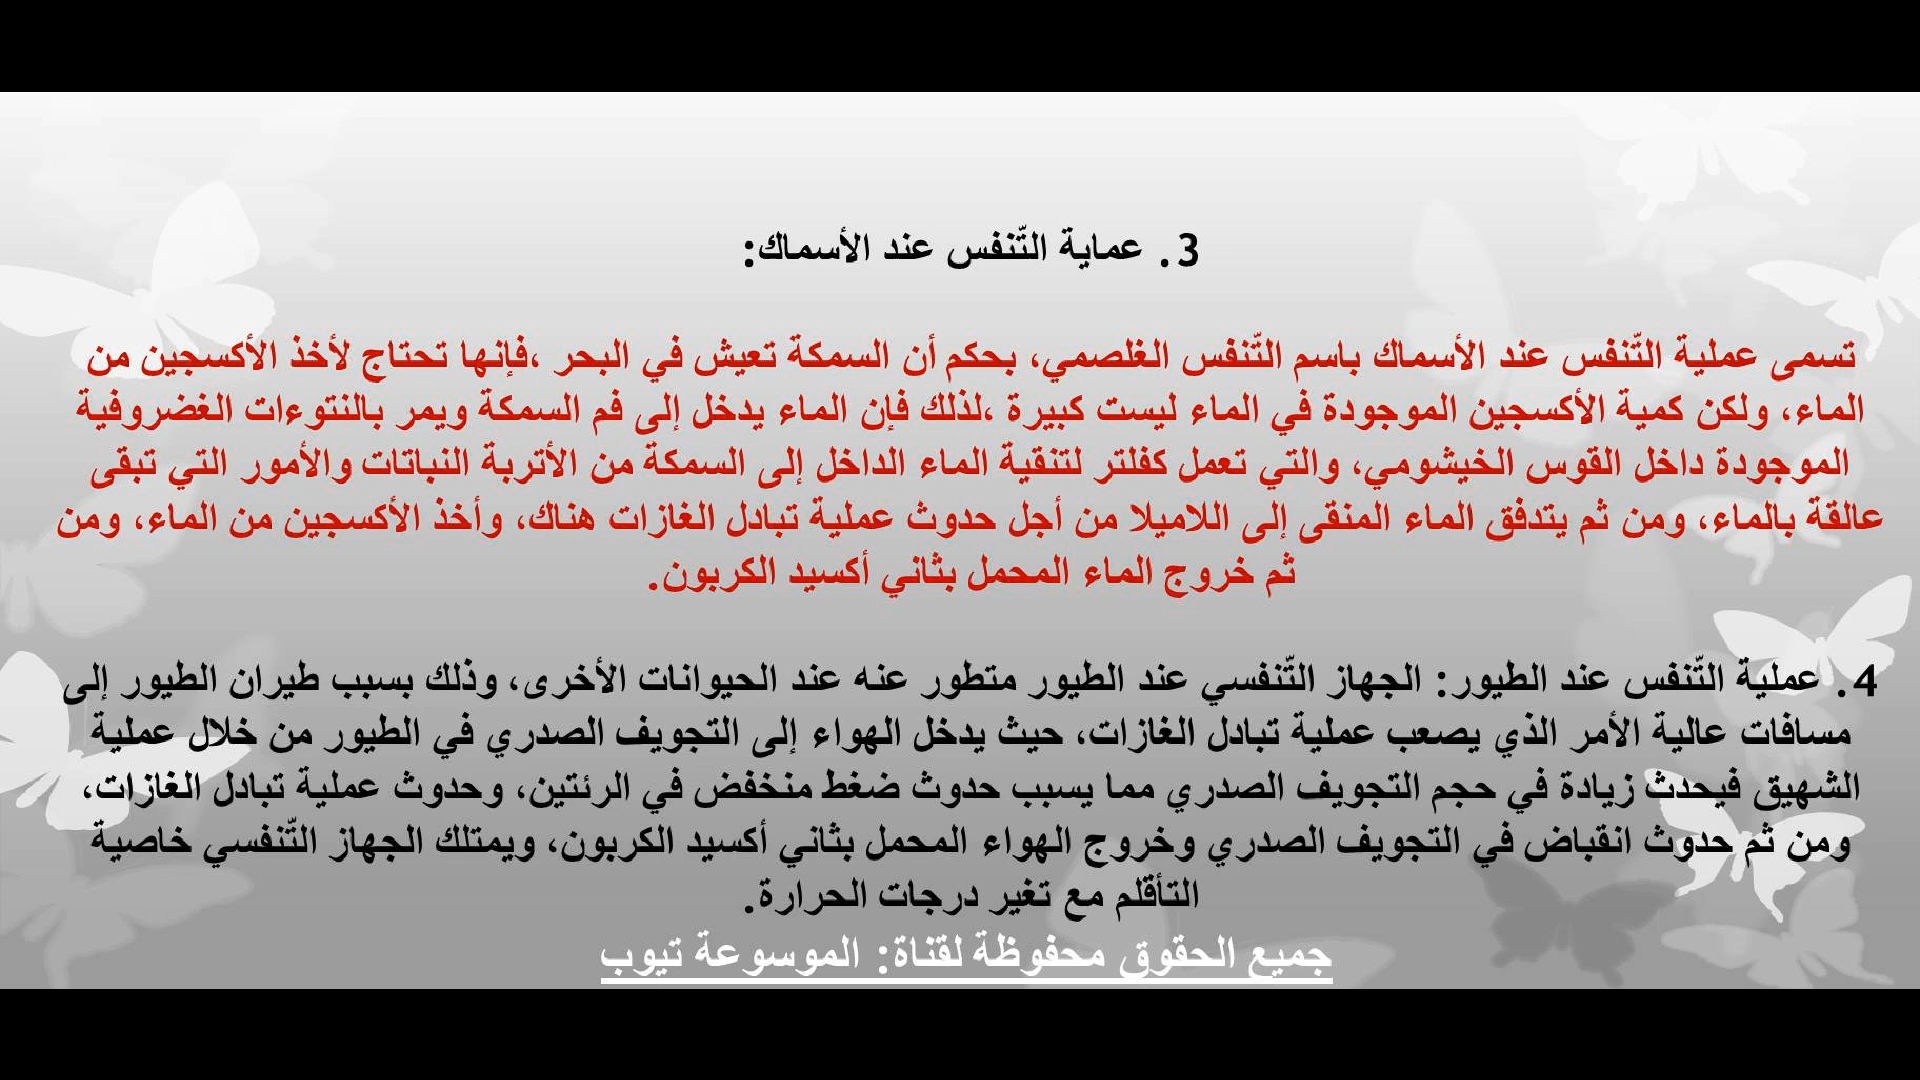 3. عماية التّنفس عند الأسماك:
تسمى عملية التّنفس عند الأسماك باسم التّنفس الغلصمي، بحكم أن السمكة تعيش في البحر ،فإنها تحتاج لأخذ الأكسجين من
الماء، ولكن كمية الأكسجين الموجودة في الماء ليست كبيرة ،لذلك فإن الماء يدخل إلى فم السمكة ويمر بالنتوءات الغضروفية
الموجودة داخل القوس الخيشومي، والتي تعمل كفلتر لتنقية الماء الداخل إلى السمكة من الأتربة النباتات والأمور التي تبقى
عالقة بالماء، ومن ثم يتدفق الماء المنقى إلى اللاميلا من أجل حدوث عملية تبادل الغازات هناك، وأخذ الأكسجين من الماء، ومن
ثم خروج الماء المحمل بثاني أكسيد الكربون.
4. عملية التّنفس عند الطيور: الجهاز التّنفسي عند الطيور متطور عنه عند الحيوانات الأخرى، وذلك بسبب طيران الطيور إلى
مسافات عالية الأمر الذي يصعب عملية تبادل الغازات، حيث يدخل الهواء إلى التجويف الصدري في الطيور من خلال عملية
الشهيق فيحدث زيادة في حجم التجويف الصدري مما يسبب حدوث ضغط منخفض في الرئتين، وحدوث عملية تبادل الغازات،
ومن ثم حدوث انقباض في التجويف الصدري وخروج الهواء المحمل بثاني أكسيد الكربون، ويمتلك الجهاز التّنفسي خاصية
التأقلم مع تغير درجات الحرارة.
جميع الحقوق محفوظة لقناة: الموسوعة تيوب